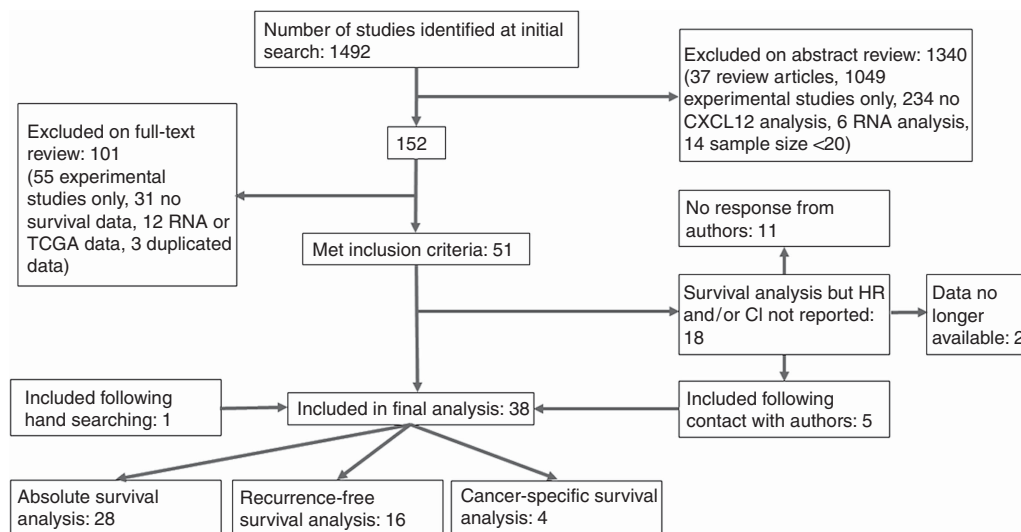 Number of studies identified at initial
search: 1492
Excluded on abstract review: 1340
(37 review articles, 1049
experimental studies only, 234 no
CXCL12 analysis, 6 RNA analysis,
14 sample size <20)
152
Excluded on full-text
review: 101
(55 experimental
studies only, 31 no
survival data, 12 RNA or
TCGA data, 3 duplicated
data)
Met inclusion criteria: 51
No response from
authors: 11
Survival analysis but HR
and/or CI not reported:
18
Data no
longer
available: 2
Included following
hand searching: 1
Included in final analysis: 38
Included following
contact with authors: 5
Absolute survival
analysis: 28
Recurrence-free
survival analysis: 16
Cancer-specific survival
analysis: 4